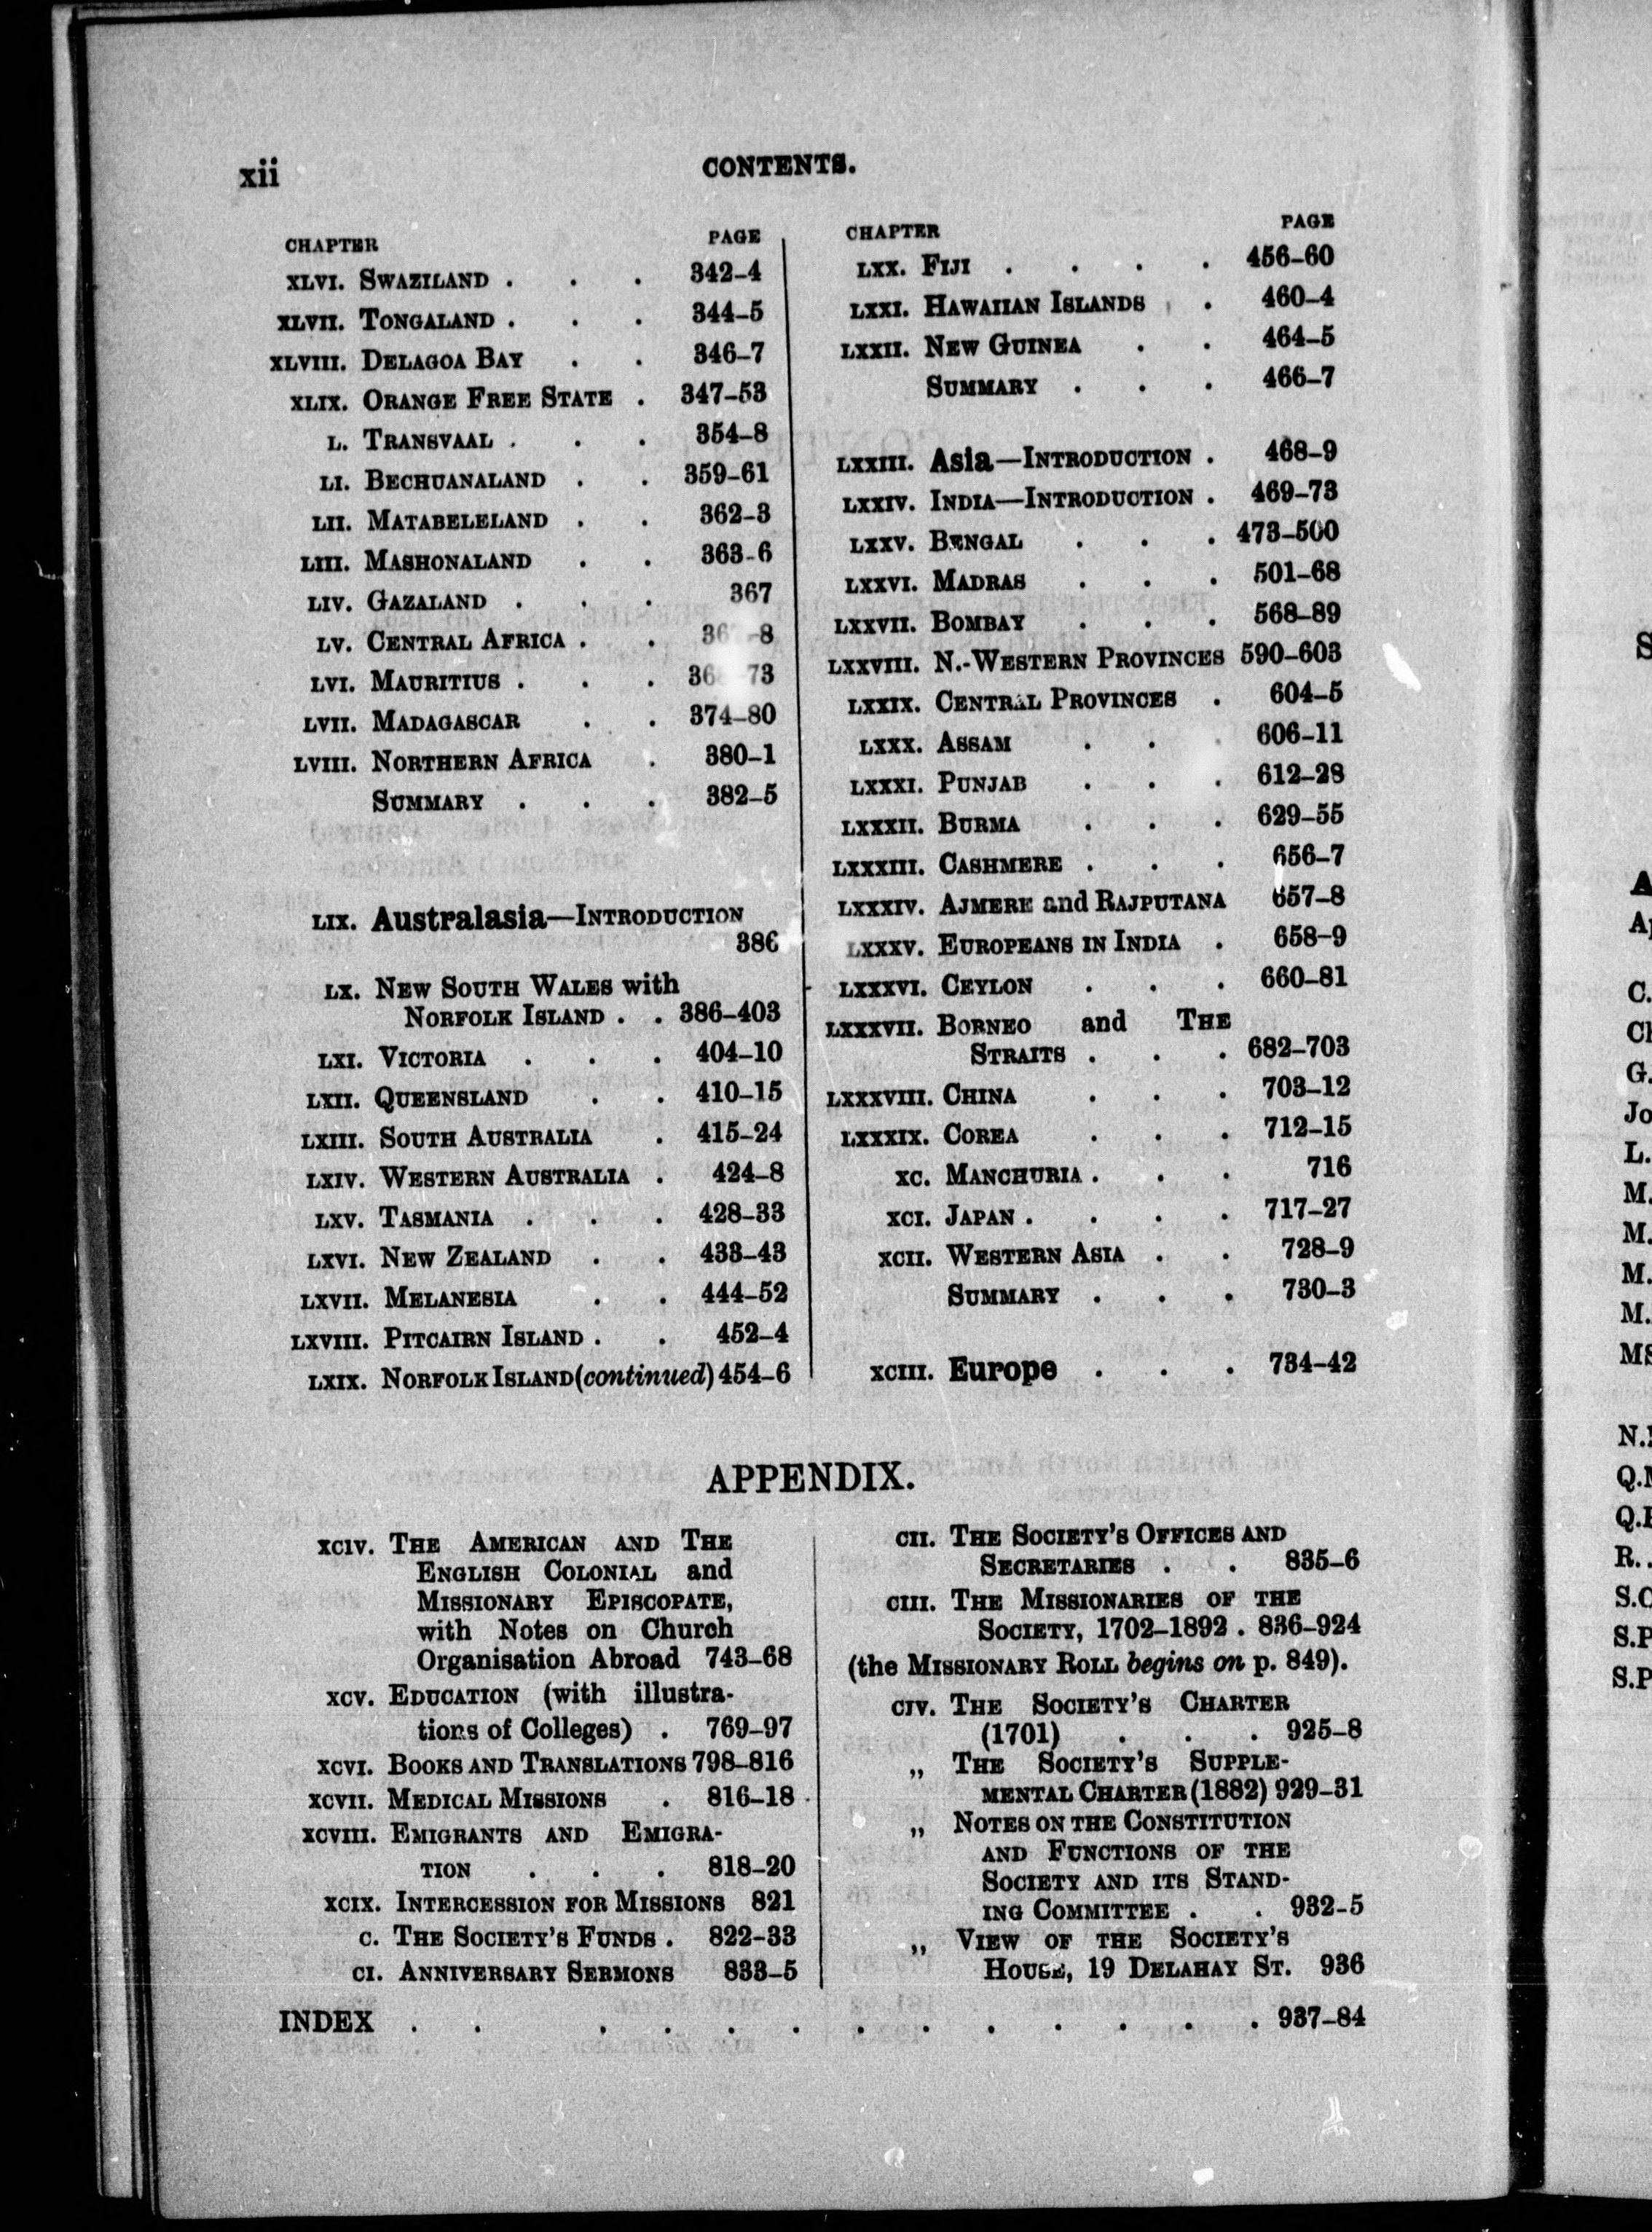 xii
CONTENTS.
CHAPTER PAGE
XLVI. SWAZILAND . . . 342-4
XLVII. TONGALAND . . . 344-5
XLVIII. DELAGOA BAY . . 346-7
XLIX. ORANGE FREE STATE . 347-53
L. TRANSVAAL . . . 354-8
LI. BECHUANALAND . . 359-61
LII. MATABELELAND . . 362-3
LIII. MASHONALAND . . 363-6
LIV. GAZALAND . . . 367
LV. CENTRAL AFRICA . . 36 -8
LVI. MAURITIUS . . . 36 73
LVII. MADAGASCAR . . 374-80
LVIII. NORTHERN AFRICA . 380-1
SUMMARY . . . 382-5
LIX. Australasia—INTRODUCTION
386
LX. NEW SOUTH WALES with
NORFOLK ISLAND . . 386-403
LXI. VICTORIA . . . 404-10
LXII. QUEENSLAND . . 410-15
LXIII. SOUTH AUSTRALIA . 415-24
LXIV. WESTERN AUSTRALIA . 424-8
LXV. TASMANIA . . . 428-33
LXVI. NEW ZEALAND . . 433-43
LXVII. MELANESIA . . 444-52
LXVIII. PITCAIRN ISLAND . . 452-4
LXIX. NORFOLK ISLAND (continued) 454-6
CHAPTER PAGE
LXX. FIJI . . . . 456-60
LXXI. HAWAIIAN ISLANDS . 460-4
LXXII. NEW GUINEA . . 464-5
SUMMARY . . . 466-7
LXXIII. Asia—INTRODUCTION . 468-9
LXXIV. INDIA—INTRODUCTION . 469-73
LXXV. BENGAL . . . 473-500
LXXVI. MADRAS . . . 501-68
LXXVII. BOMBAY . . . 568-89
LXXVIII. N.-WESTERN PROVINCES 590-603
LXXIX. CENTRAL PROVINCES . 604-5
LXXX. ASSAM . . . 606-11
LXXXI. PUNJAB . . . 612-28
LXXXII. BURMA . . . 629-55
LXXXIII. CASHMERE . . . 656-7
LXXXIV. AJMERE and RAJPUTANA 657-8
LXXXV. EUROPEANS IN INDIA . 658-9
LXXXVI. CEYLON . . . 660-81
LXXXVII. BORNEO and THE
STRAITS . . . 682-703
LXXXVIII. CHINA . . . 703-12
LXXXIX. COREA . . . 712-15
XC. MANCHURIA . . . 716
XCI. JAPAN . . . . 717-27
XCII. WESTERN ASIA . . 728-9
SUMMARY . . . 730-3
XCIII. Europe . . . 734-42
APPENDIX.
XCIV. THE AMERICAN AND THE
ENGLISH COLONIAL and
MISSIONARY EPISCOPATE,
with Notes on Church
Organisation Abroad 743-68
XCV. EDUCATION (with illustra-
tions of Colleges) . 769-97
XCVI. BOOKS AND TRANSLATIONS 798-816
XCVII. MEDICAL MISSIONS . 816-18
XCVIII. EMIGRANTS AND EMIGRA-
TION . . . 818-20
XCIX. INTERCESSION FOR MISSIONS 821
C. THE SOCIETY'S FUNDS . 822-33
CI. ANNIVERSARY SERMONS 833-5
CII. THE SOCIETY'S OFFICES AND
SECRETARIES . . 835-6
CIII. THE MISSIONARIES OF THE
SOCIETY, 1702-1892 . 836-924
(the MISSIONARY ROLL begins on p. 849).
CIV. THE SOCIETY'S CHARTER
(1701) . . . 925-8
„ THE SOCIETY'S SUPPLE-
MENTAL CHARTER (1882) 929-31
„ NOTES ON THE CONSTITUTION
AND FUNCTIONS OF THE
SOCIETY AND ITS STAND-
ING COMMITTEE . . 932-5
„ VIEW OF THE SOCIETY'S
HOUSE, 19 DELAHAY ST. 936
INDEX . . . . . . . . . . . . . 937-84
C.
G.
Jo
L.
M.
M.
M.
M.
MS
R. .
S.P
S.P